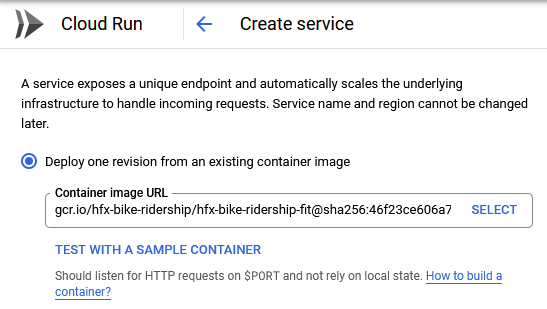 Cloud Run
Create service
A service exposes a unique endpoint and automatically scales the underlying
infrastructure to handle incoming requests. Service name and region cannot be changed
later.
Deploy one revision from an existing container image
Container image URL
gcr.io/hfx-bike-ridership/hfx-bike-ridership-fit@sha256:46f23ce606a7 SELECT
TEST WITH A SAMPLE CONTAINER
Should listen for HTTP requests on $PORT and not rely on local state. How to build a
container?